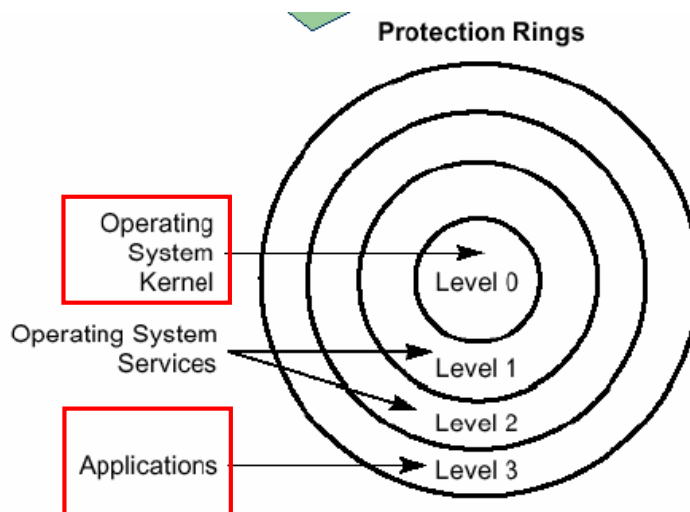 Protection Rings
Operating
System
Kernel
Level 0
Operating System
Services
Level 1
Level 2
Applications
Level 3